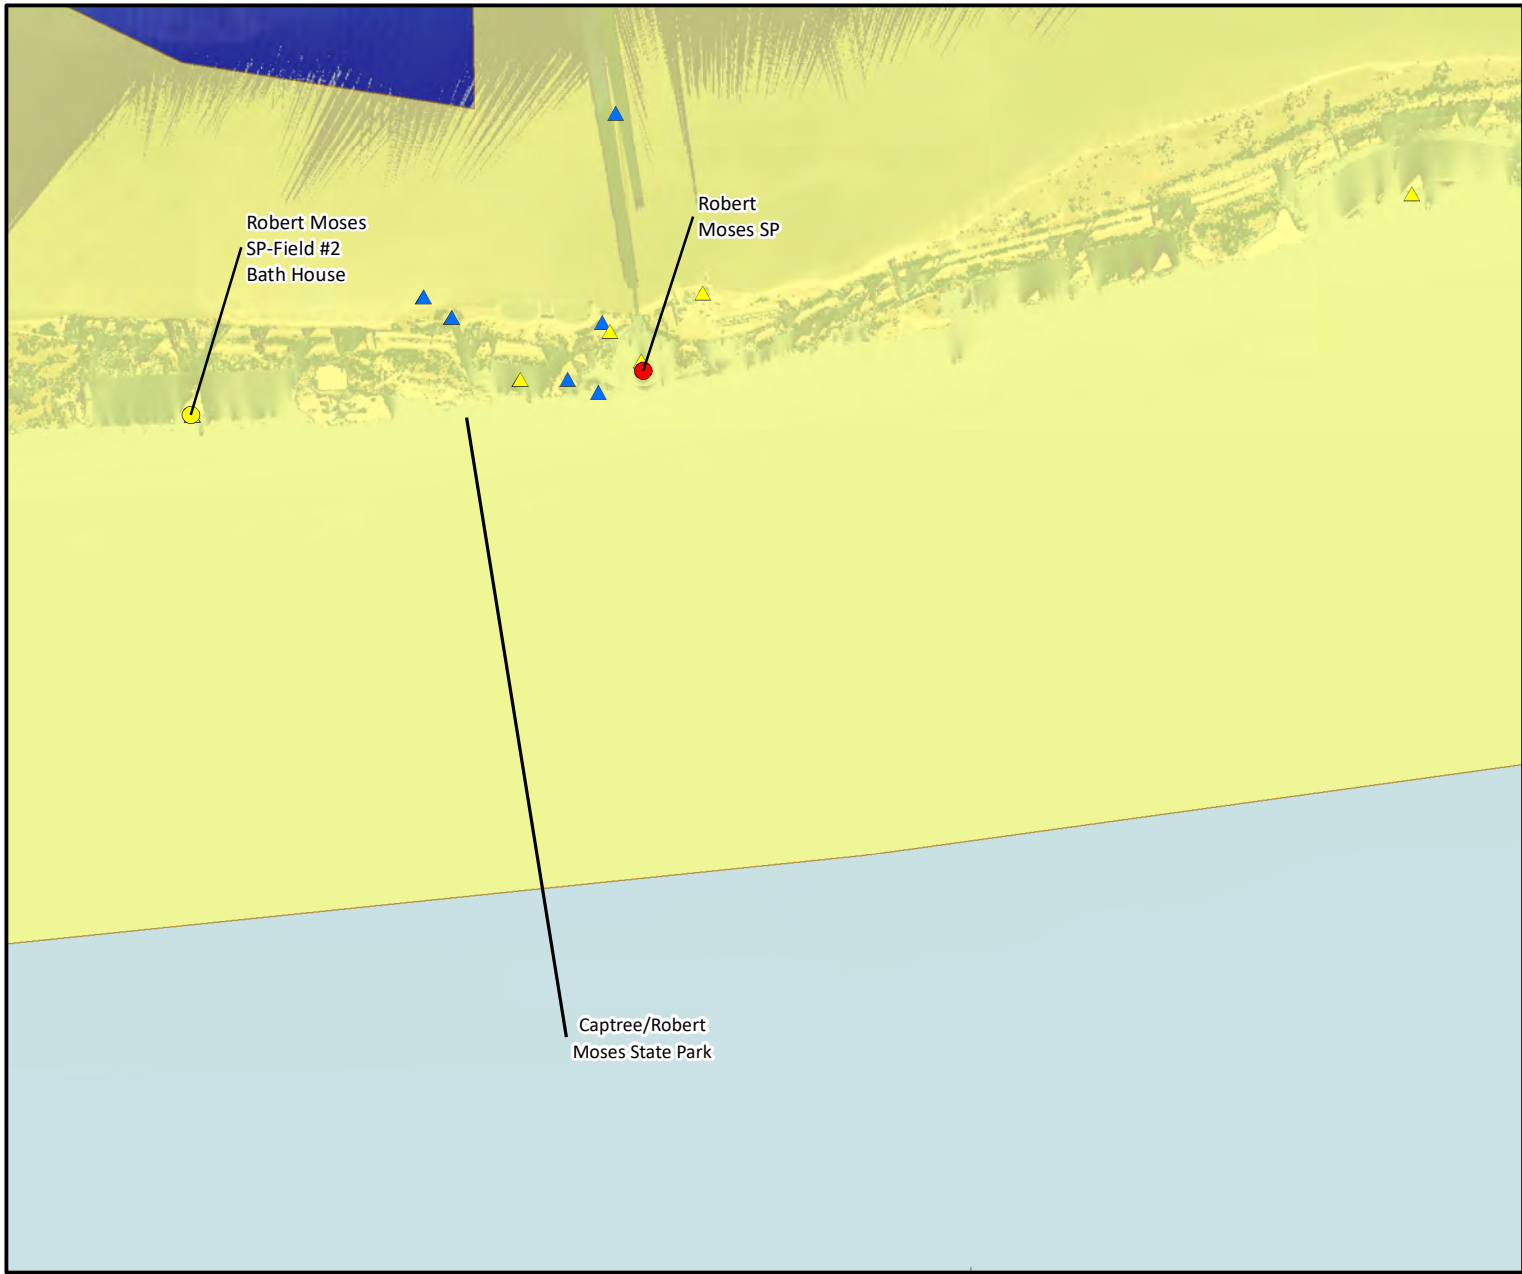 Robert Moses
SP-Field #2
Bath House
Robert
Moses SP
Captree/Robert
Moses State Park